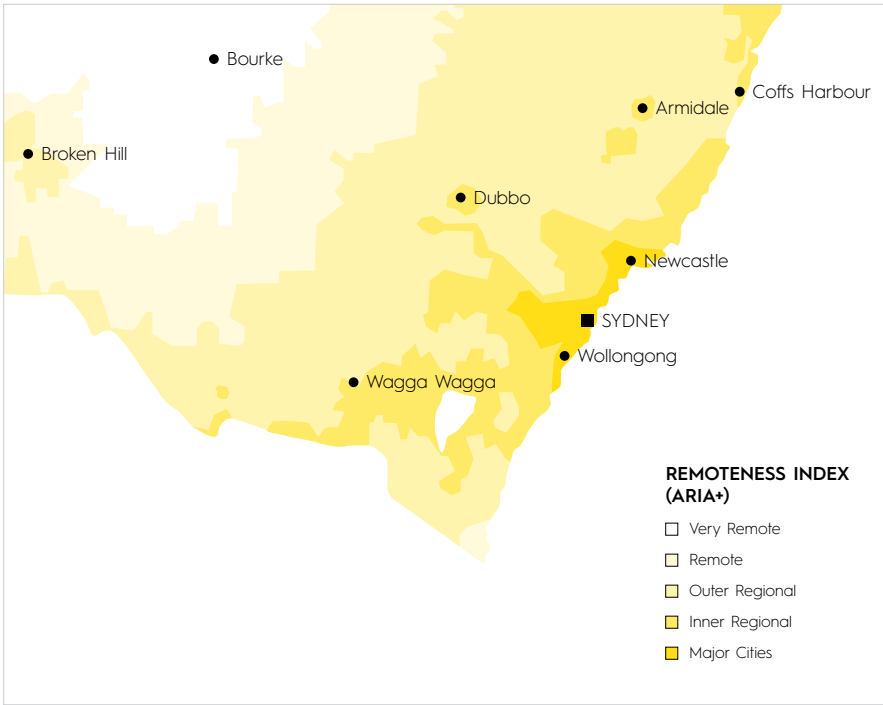 Bourke
Coffs Harbour
Armidale
Broken Hill
Dubbo
Newcastle
SYDNEY
Wollongong
Wagga Wagga
REMOTENESS INDEX
(ARIA+)
Very Remote
Remote
Outer Regional
Inner Regional
Major Cities